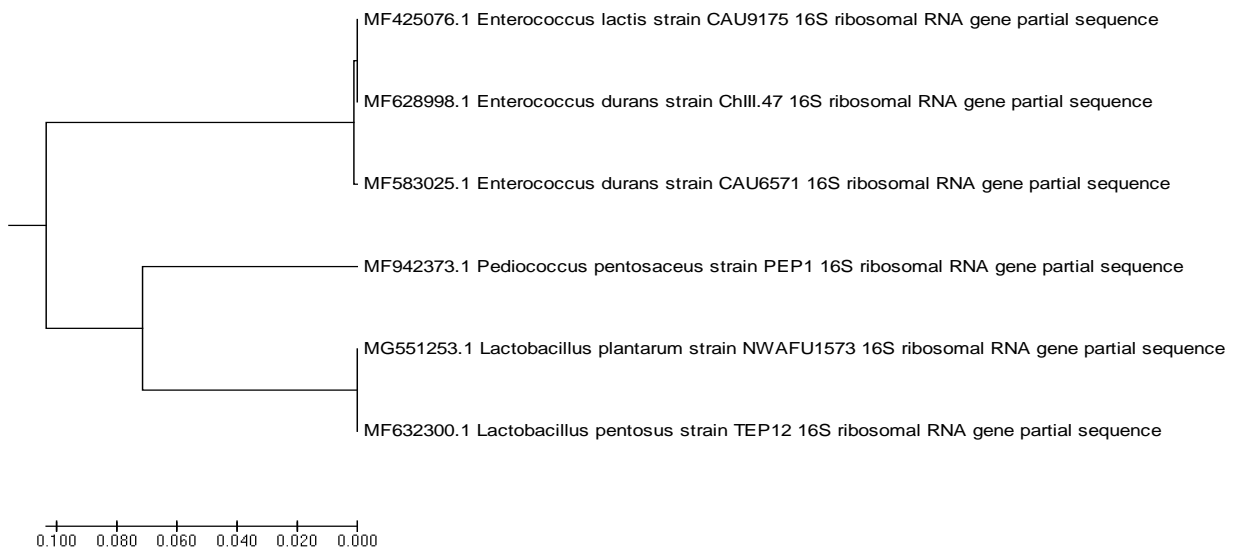 MF425076.1 Enterococcus lactis strain CAU9175 16S ribosomal RNA gene partial sequence
MF628998.1 Enterococcus durans strain ChIII.47 16S ribosomal RNA gene partial sequence
MF583025.1 Enterococcus durans strain CAU6571 16S ribosomal RNA gene partial sequence
MF942373.1 Pediococcus pentosaceus strain PEP1 16S ribosomal RNA gene partial sequence
MG551253.1 Lactobacillus plantarum strain NWAFU1573 16S ribosomal RNA gene partial sequence
MF632300.1 Lactobacillus pentosus strain TEP12 16S ribosomal RNA gene partial sequence
0.100 0.080 0.060 0.040 0.020 0.000